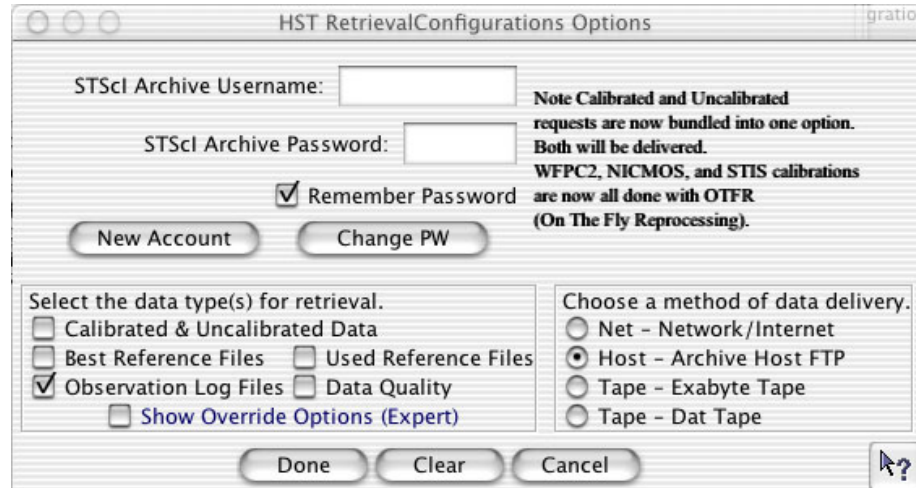 HST RetrievalConfigurations Options
gratio
STScI Archive Username:
STScI Archive Password:
Remember Password
New Account
Change PW
Note Calibrated and Uncalibrated
requests are now bundled into one option.
Both will be delivered.
WFPC2, NICMOS, and STIS calibrations
are now all done with OTFR
(On The Fly Reprocessing).
Select the data type(s) for retrieval.
Calibrated & Uncalibrated Data
Best Reference Files
Used Reference Files
Observation Log Files
Data Quality
Show Override Options (Expert)
Choose a method of data delivery.
Net – Network/Internet
Host – Archive Host FTP
Tape – Exabyte Tape
Tape – Dat Tape
Done
Clear
Cancel
?